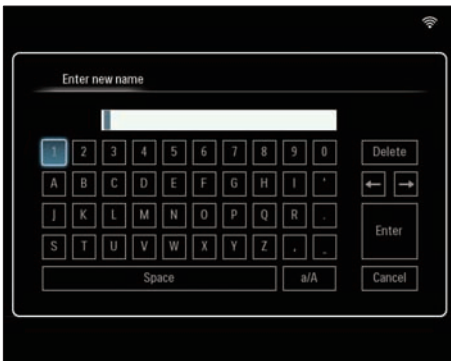 Enter new name
1 2 3 4 5 6 7 8 9 0 Delete
A B C D E F G H I ' ← →
J K L M N O P Q R . Enter
S T U V W X Y Z , _
Space a/A Cancel